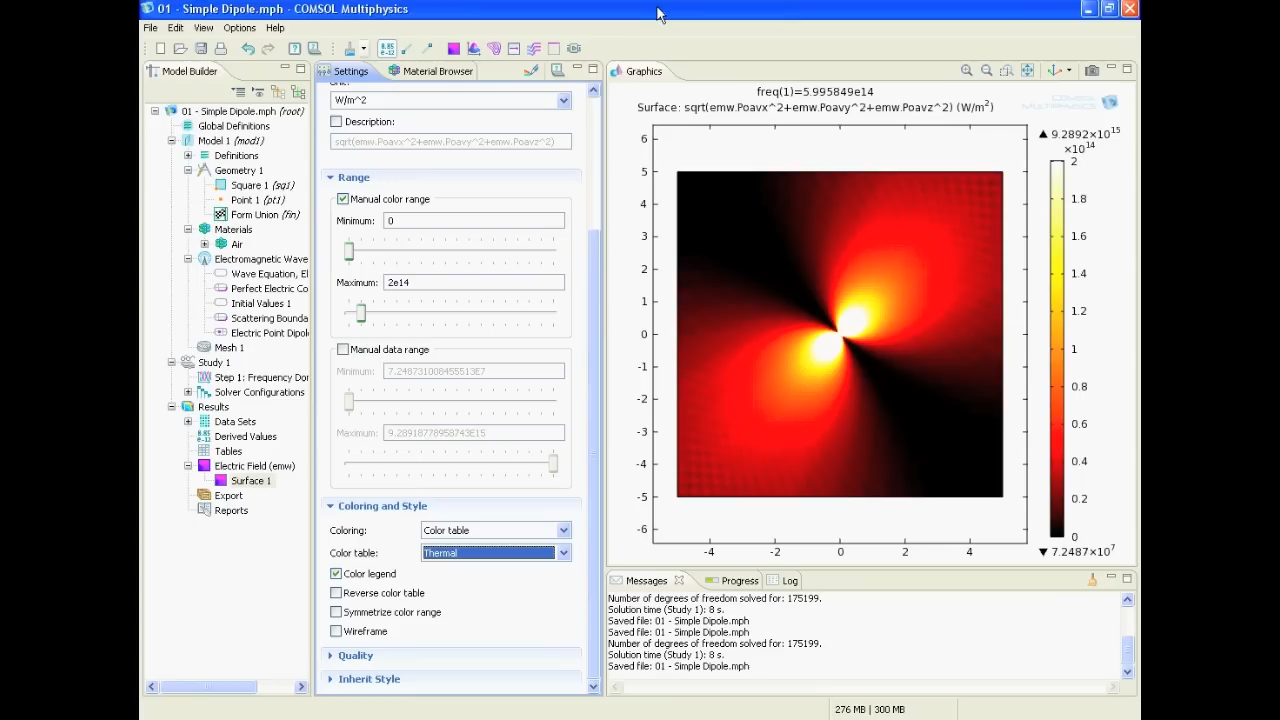 01 - Simple Dipole.mph - COMSOL Multiphysics
File Edit View Options Help
Model Builder
01 - Simple Dipole.mph (root)
Global Definitions
Model 1 (mod1)
Definitions
Geometry 1
Square 1 (sq1)
Point 1 (pt1)
Form Union (fin)
Materials
Air
Electromagnetic Wave
Wave Equation, El
Perfect Electric Co
Initial Values 1
Scattering Bounda
Electric Point Dipol
Mesh 1
Study 1
Step 1: Frequency Dor
Solver Configurations
Results
Data Sets
Derived Values
Tables
Electric Field (emw)
Surface 1
Export
Reports
Settings Material Browser
W/m^2
Description:
sqrt(emw.Poavx^2+emw.Poavy^2+emw.Poavz^2)
Range
Manual color range
Minimum: 0
Maximum: 2e14
Manual data range
Minimum: 7.248731008455513E7
Maximum: 9.28918778958743E15
Coloring and Style
Coloring: Color table
Color table: Thermal
Color legend
Reverse color table
Symmetrize color range
Wireframe
Quality
Inherit Style
Graphics
freq(1)=5.995849e14
Surface: sqrt(emw.Poavx^2+emw.Poavy^2+emw.Poavz^2) (W/m²)
COMSOL
MULTIPHYSICS
6
5
4
3
2
1
0
-1
-2
-3
-4
-5
-6
-4 -2 0 2 4
▲ 9.2892×10¹⁵
×10¹⁴
2
1.8
1.6
1.4
1.2
1
0.8
0.6
0.4
0.2
0
▼ 7.2487×10⁷
Messages Progress Log
Number of degrees of freedom solved for: 175199.
Solution time (Study 1): 8 s.
Saved file: 01 - Simple Dipole.mph
Saved file: 01 - Simple Dipole.mph
Number of degrees of freedom solved for: 175199.
Solution time (Study 1): 8 s.
Saved file: 01 - Simple Dipole.mph
276 MB | 300 MB